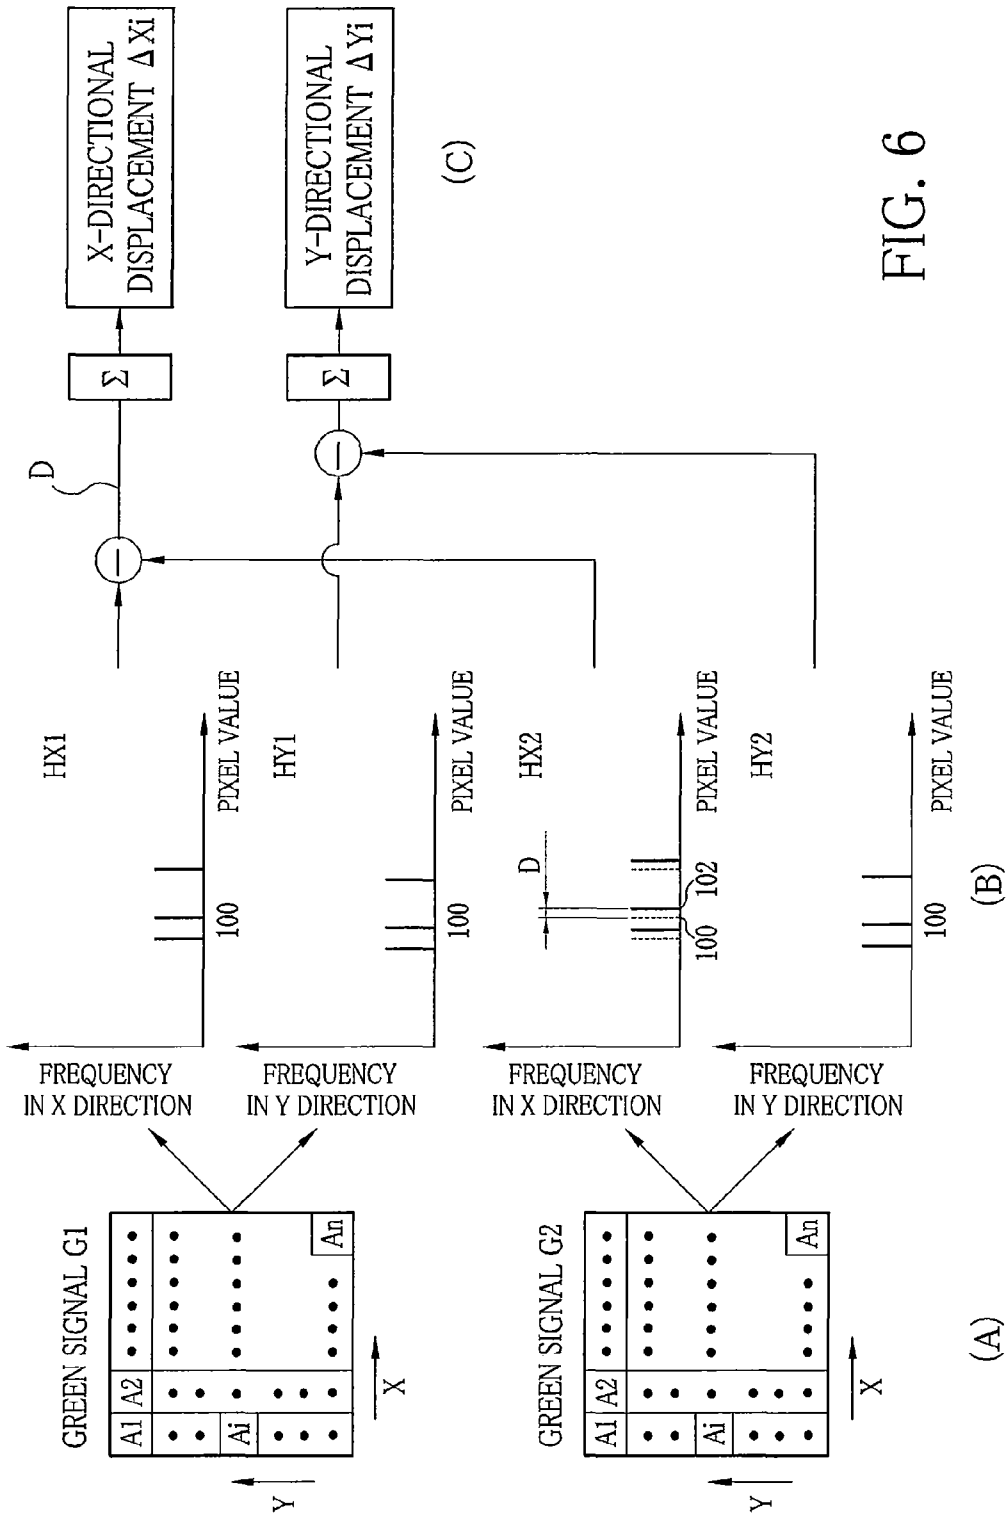 GREEN SIGNAL G1
A1 A2
Ai
An
Y
X
GREEN SIGNAL G2
A1 A2
Ai
An
Y
X
(A)
FREQUENCY
IN X DIRECTION
HX1
100
PIXEL VALUE
FREQUENCY
IN Y DIRECTION
HY1
100
PIXEL VALUE
FREQUENCY
IN X DIRECTION
HX2
D
100
102
PIXEL VALUE
FREQUENCY
IN Y DIRECTION
HY2
100
PIXEL VALUE
(B)
D
Σ
X-DIRECTIONAL
DISPLACEMENT ΔXi
Σ
Y-DIRECTIONAL
DISPLACEMENT ΔYi
(C)
FIG. 6